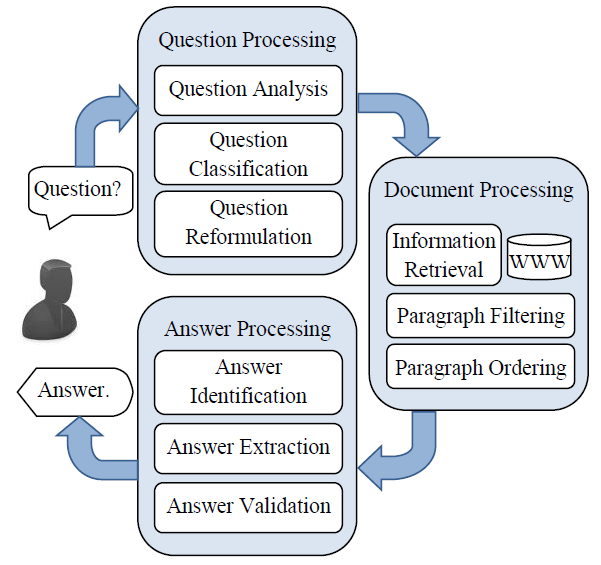 Question Processing
Question Analysis
Question
Classification
Question
Reformulation
Question?
Document Processing
Information
Retrieval
WWW
Paragraph Filtering
Paragraph Ordering
Answer Processing
Answer
Identification
Answer Extraction
Answer Validation
Answer.